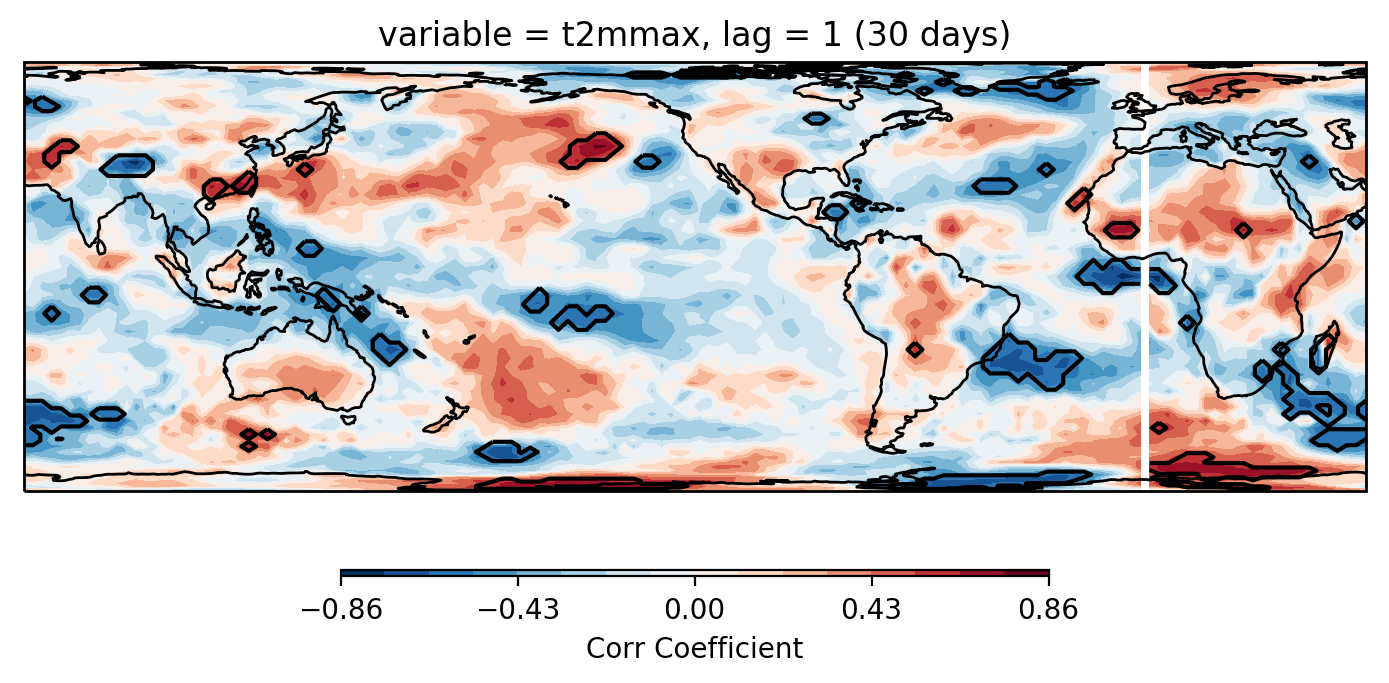 variable = t2mmax, lag = 1 (30 days)
−0.86 −0.43 0.00 0.43 0.86
Corr Coefficient